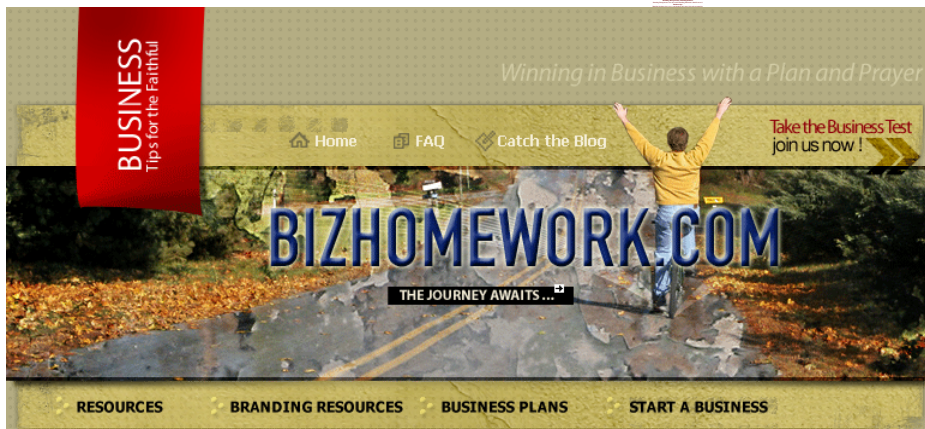 BUSINESS
Tips for the Faithful
Winning in Business with a Plan and Prayer
Home
FAQ
Catch the Blog
Take the Business Test
join us now !
BIZHOMEWORK.COM
THE JOURNEY AWAITS ...
RESOURCES
BRANDING RESOURCES
BUSINESS PLANS
START A BUSINESS